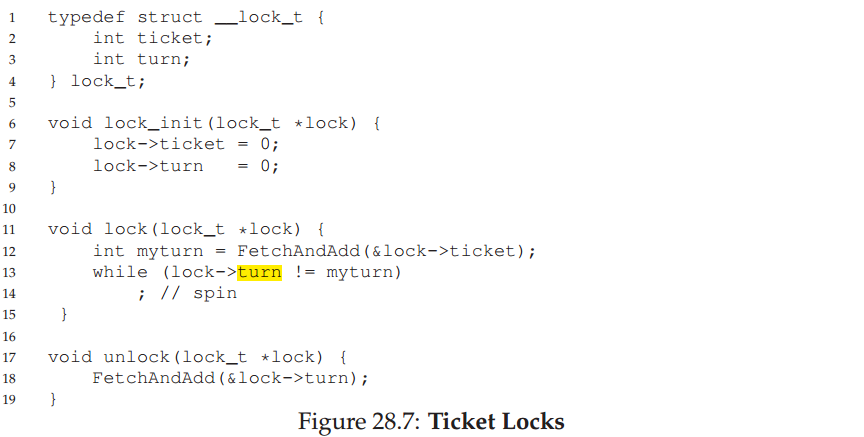 1 typedef struct __lock_t {
2 int ticket;
3 int turn;
4 } lock_t;
5
6 void lock_init(lock_t *lock) {
7 lock->ticket = 0;
8 lock->turn = 0;
9 }
10
11 void lock(lock_t *lock) {
12 int myturn = FetchAndAdd(&lock->ticket);
13 while (lock->turn != myturn)
14 ; // spin
15 }
16
17 void unlock(lock_t *lock) {
18 FetchAndAdd(&lock->turn);
19 }
Figure 28.7: Ticket Locks